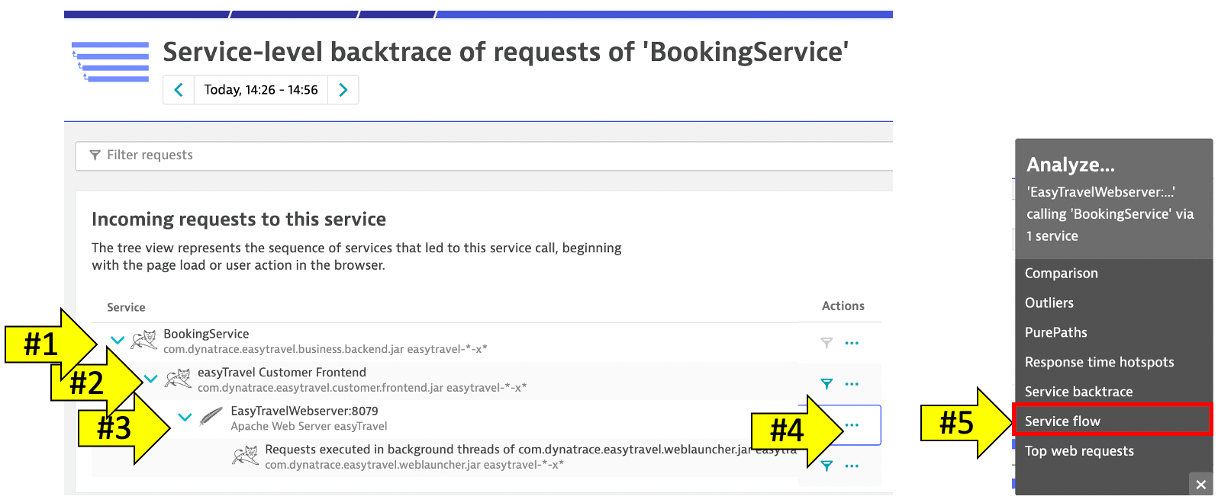 Service-level backtrace of requests of 'BookingService'
Today, 14:26 - 14:56
Filter requests
Incoming requests to this service
The tree view represents the sequence of services that led to this service call, beginning
with the page load or user action in the browser.
Service
Actions
#1
BookingService
com.dynatrace.easytravel.business.backend.jar easytravel-*-x*
#2
easyTravel Customer Frontend
com.dynatrace.easytravel.customer.frontend.jar easytravel-*-x*
#3
EasyTravelWebserver:8079
Apache Web Server easyTravel
#4
Requests executed in background threads of com.dynatrace.easytravel.weblauncher.jar easytra
com.dynatrace.easytravel.weblauncher.jar easytravel-*-x*
Analyze...
'EasyTravelWebserver:...'
calling 'BookingService' via
1 service
Comparison
Outliers
PurePaths
Response time hotspots
Service backtrace
#5
Service flow
Top web requests